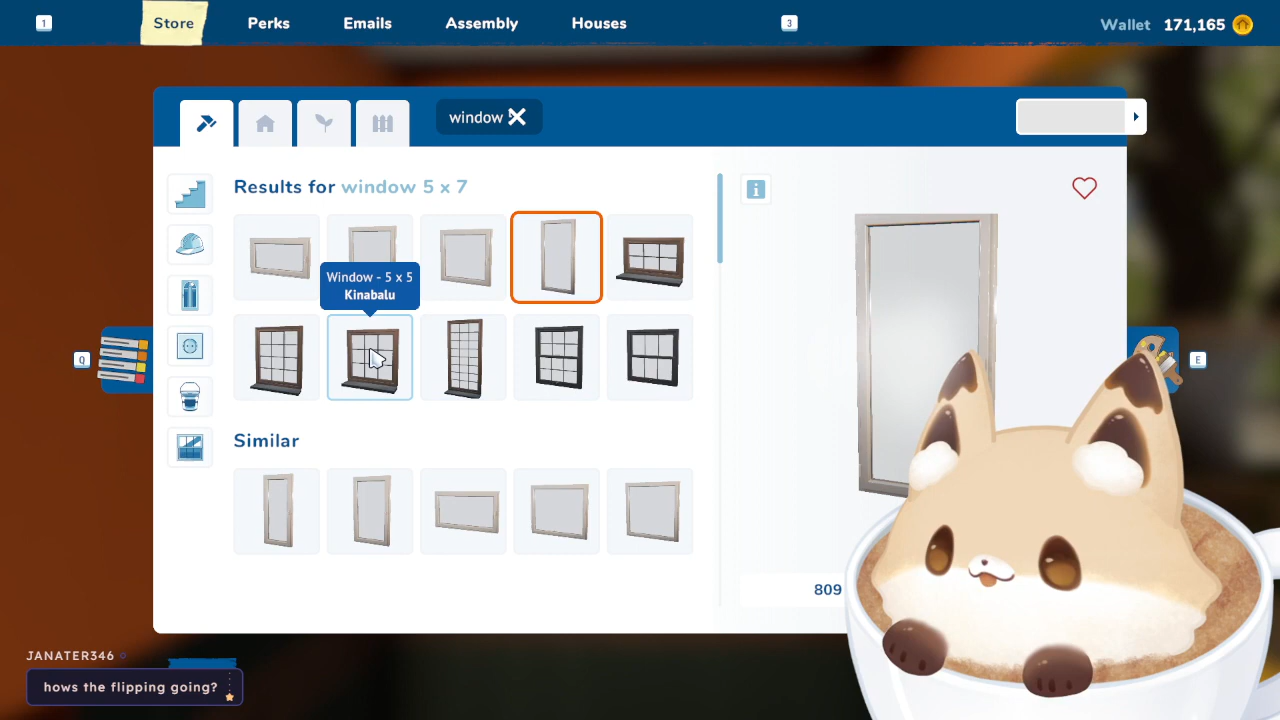 1
Store
Perks
Emails
Assembly
Houses
3
Wallet 171,165
window
Results for window 5 x 7
Window - 5 x 5
Kinabalu
Q
E
Similar
809
JANATER346
hows the flipping going?